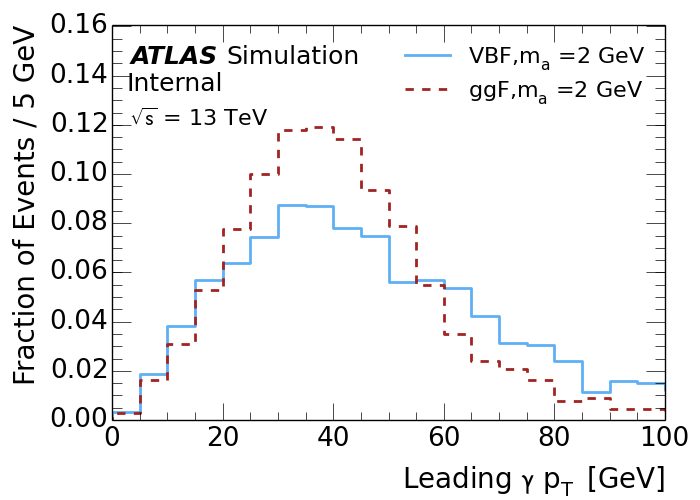 0.16
0.14
0.12
0.10
0.08
0.06
0.04
0.02
0.00
Fraction of Events / 5 GeV
ATLAS Simulation
Internal
√s = 13 TeV
VBF,mₐ =2 GeV
ggF,mₐ =2 GeV
0 20 40 60 80 100
Leading γ p_T [GeV]